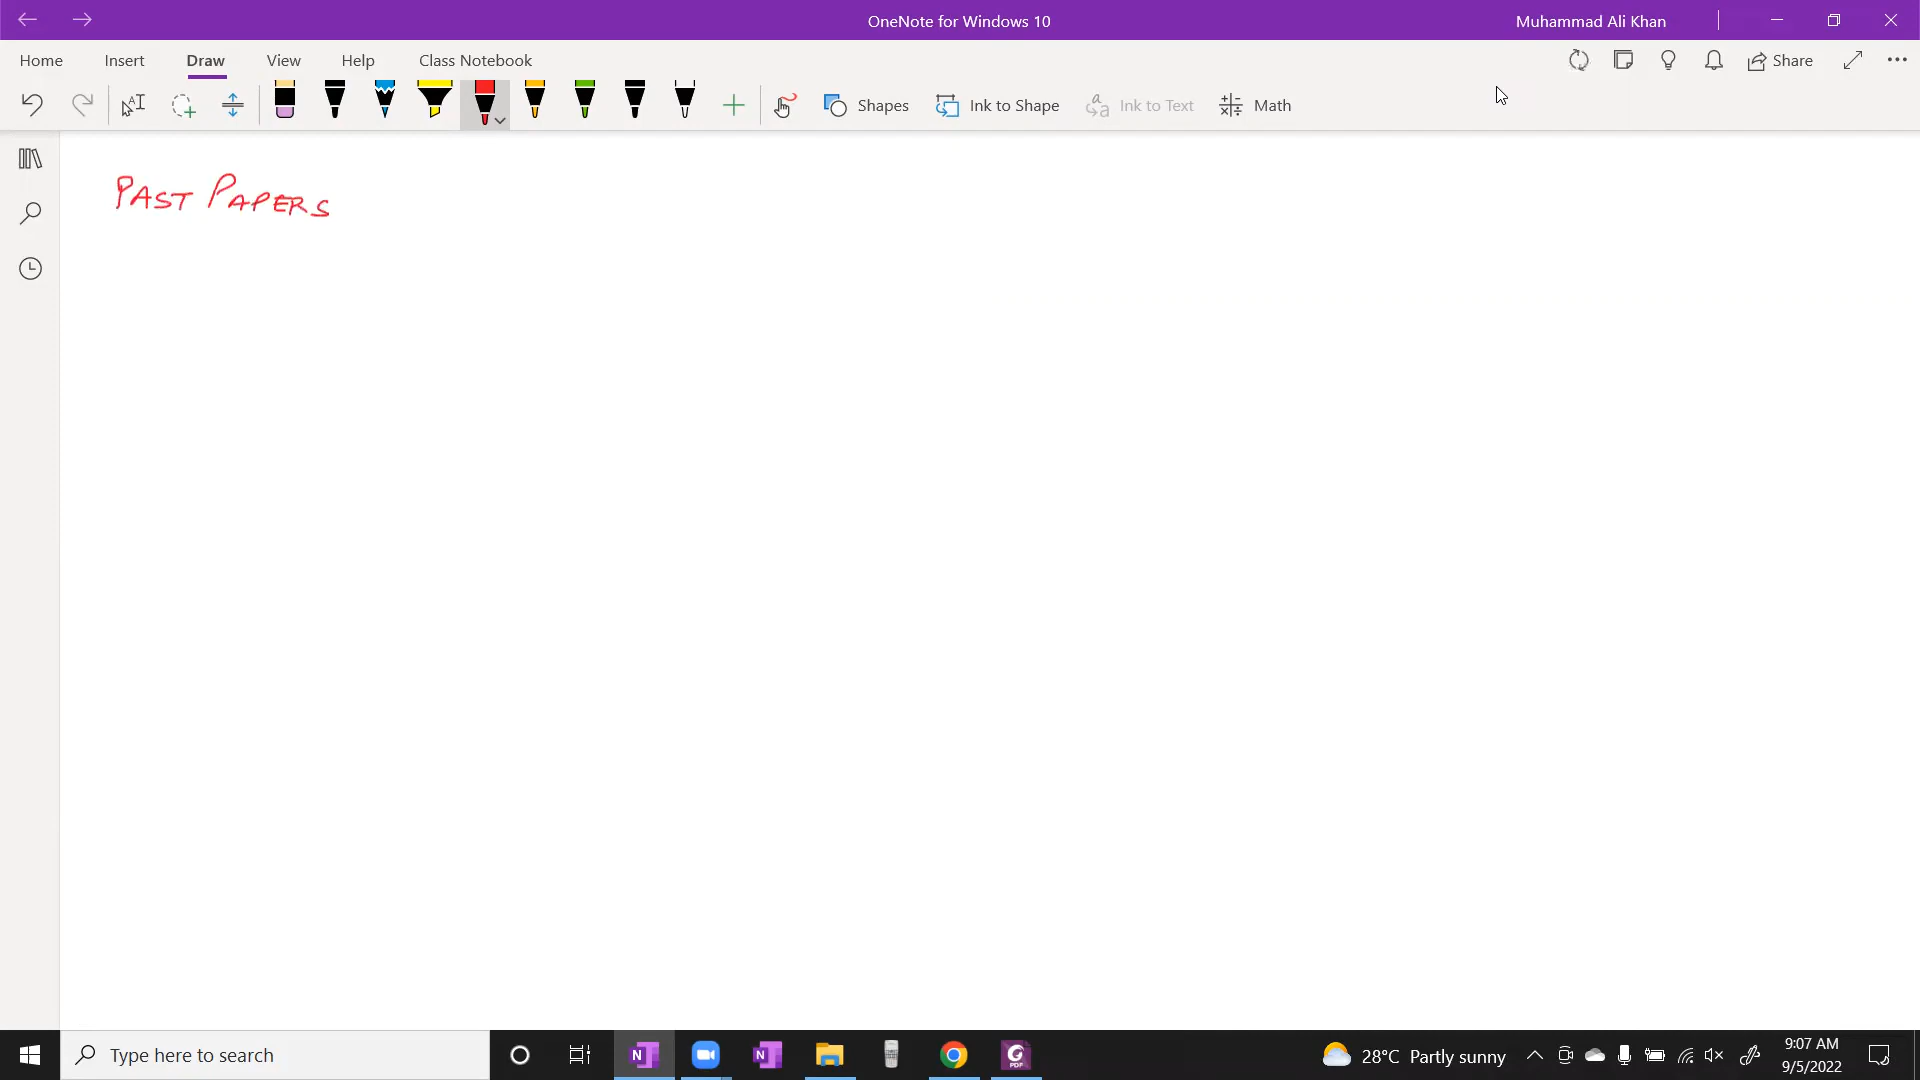 OneNote for Windows 10
Muhammad Ali Khan
Home Insert Draw View Help Class Notebook Share
Shapes Ink to Shape Ink to Text Math
PAST PAPERS
Type here to search
28°C Partly sunny
9:07 AM
9/5/2022